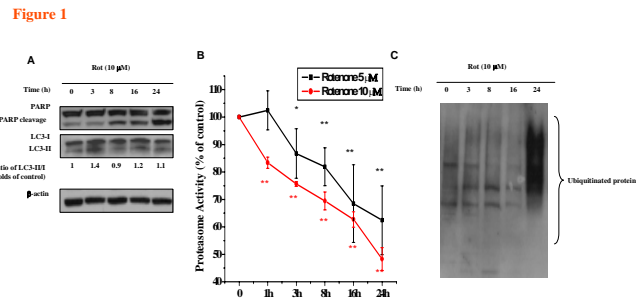 Figure 1
A
Rot (10 μM)
Time (h) 0 3 8 16 24
PARP
PARP cleavage
LC3-I
LC3-II
atio of LC3-II/I 1 1.4 0.9 1.2 1.1
olds of control)
β-actin
B
Rotenone 5 μM
Rotenone 10 μM
Proteasome Activity (% of control)
110
100
90
80
70
60
50
40
* ** ** **
** ** ** ** **
0 1h 3h 8h 16h 24h
C
Rot (10 μM)
Time (h) 0 3 8 16 24
Ubiquitinated protein